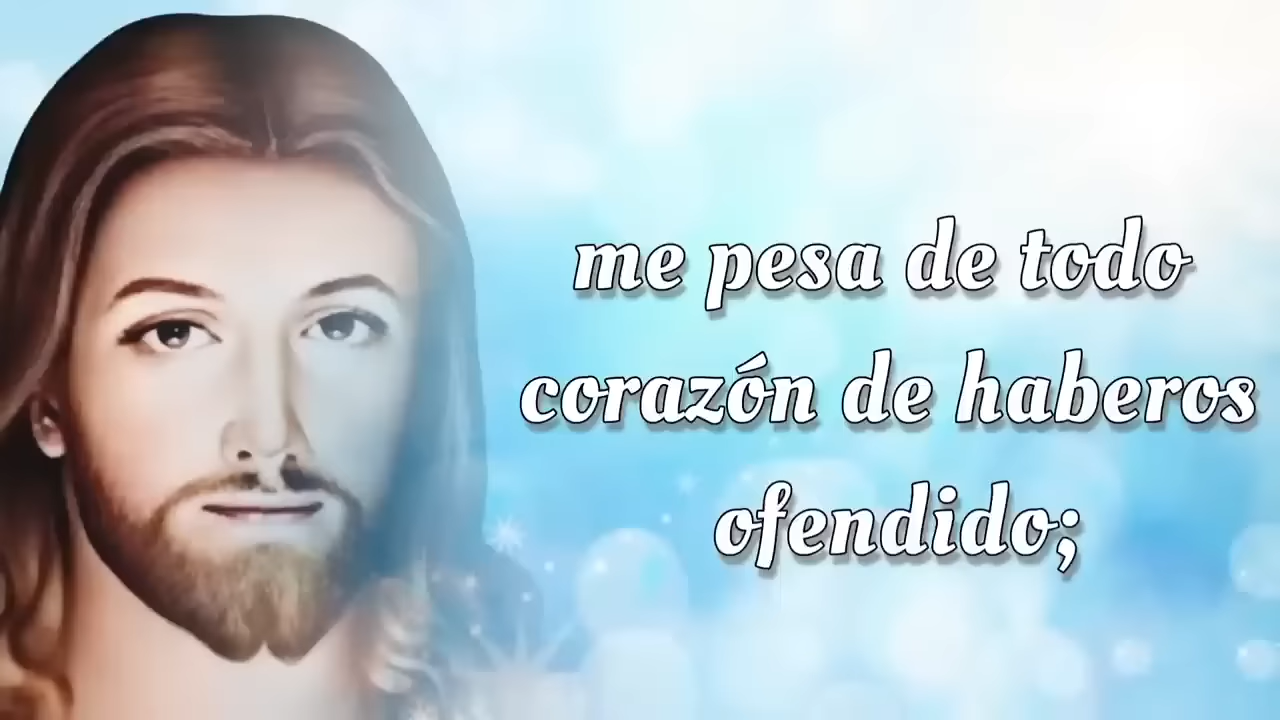 me pesa de todo
corazón de haberos
ofendido;